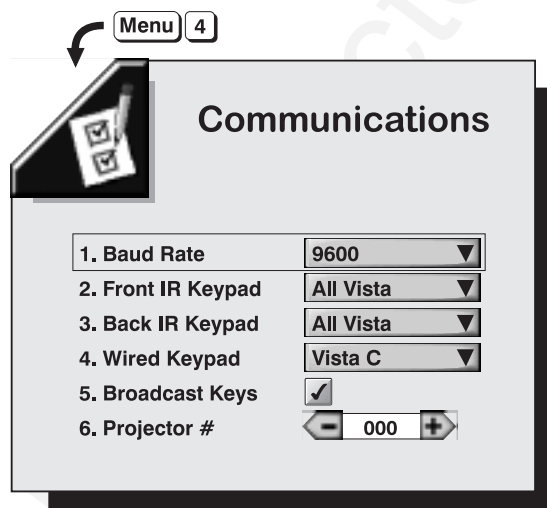 Menu 4
Communications
1. Baud Rate 9600
2. Front IR Keypad All Vista
3. Back IR Keypad All Vista
4. Wired Keypad Vista C
5. Broadcast Keys
6. Projector # 000